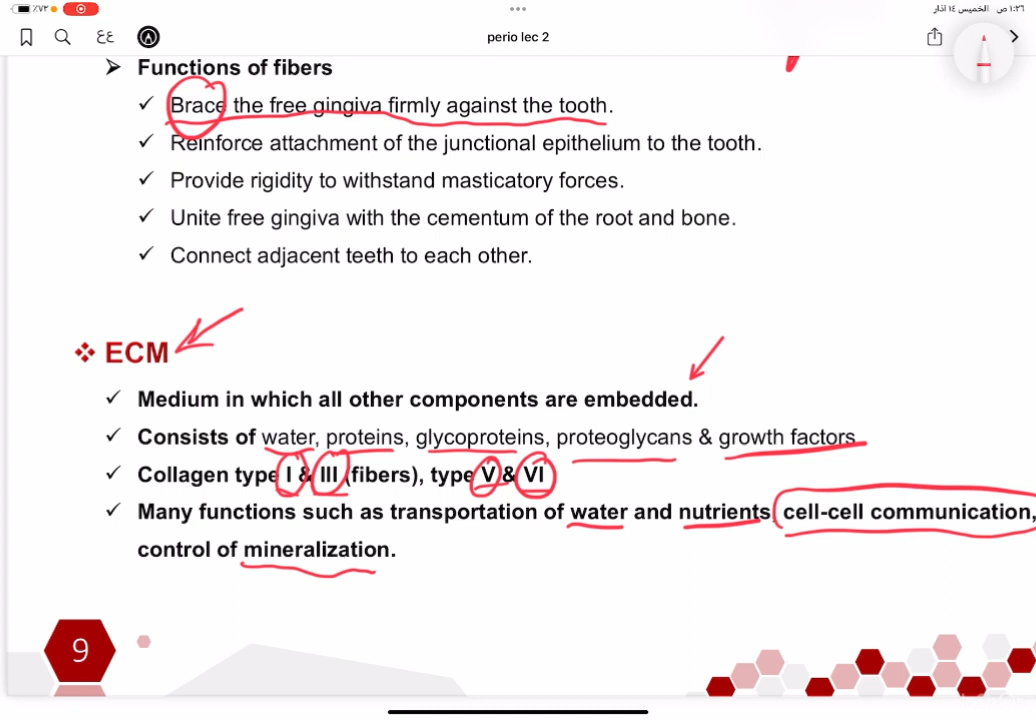 ٪٧٢
١:٣٦ ص الخميس ١٤ آذار
perio lec 2
➤ Functions of fibers
✓ Brace the free gingiva firmly against the tooth.
✓ Reinforce attachment of the junctional epithelium to the tooth.
✓ Provide rigidity to withstand masticatory forces.
✓ Unite free gingiva with the cementum of the root and bone.
✓ Connect adjacent teeth to each other.
❖ ECM
✓ Medium in which all other components are embedded.
✓ Consists of water, proteins, glycoproteins, proteoglycans & growth factors
✓ Collagen type I & III (fibers), type V & VI
✓ Many functions such as transportation of water and nutrients, cell-cell communication,
control of mineralization.
9